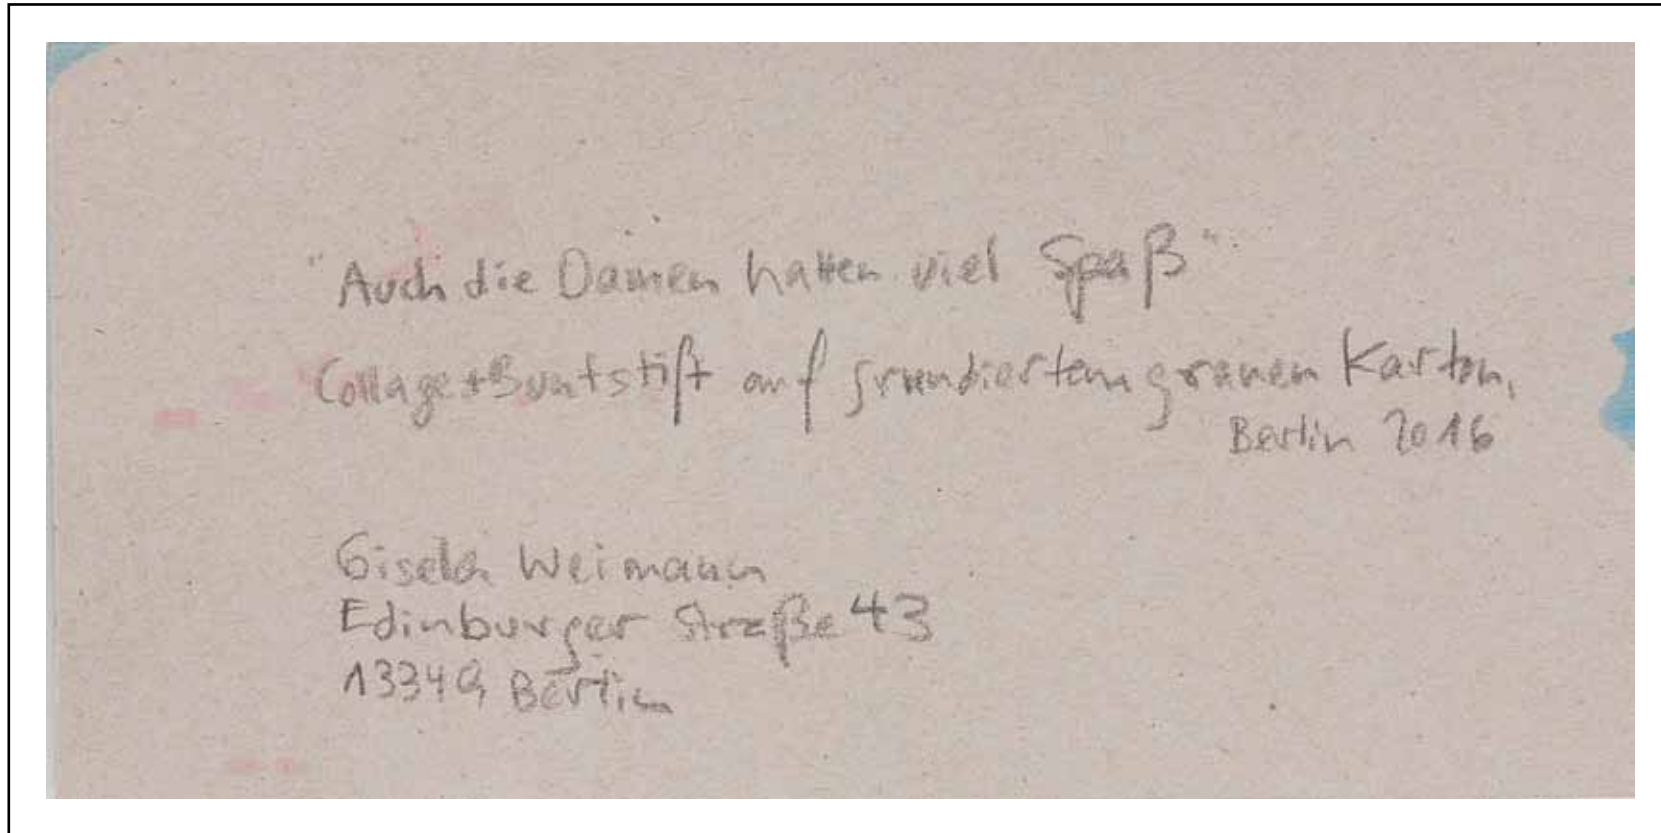 "Auch die Damen hatten viel Spaß"
Collage+Buntstift auf grundiertem grauen Karton,
Berlin 2016
Gisela Weimann
Edinburger Straße 43
13349 Berlin